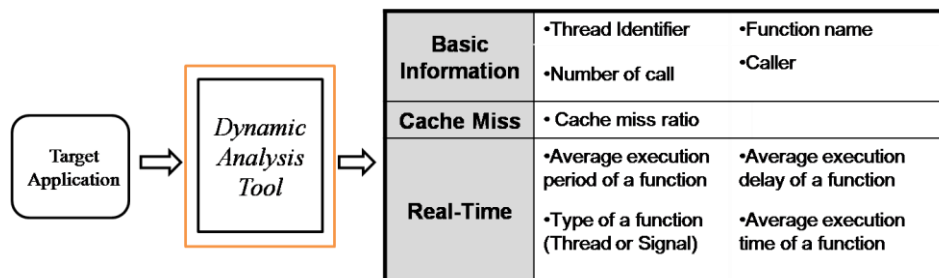 Target
Application
Dynamic
Analysis
Tool
Basic
Information
•Thread Identifier
•Function name
•Number of call
•Caller
Cache Miss
• Cache miss ratio
Real-Time
•Average execution
period of a function
•Average execution
delay of a function
•Type of a function
(Thread or Signal)
•Average execution
time of a function